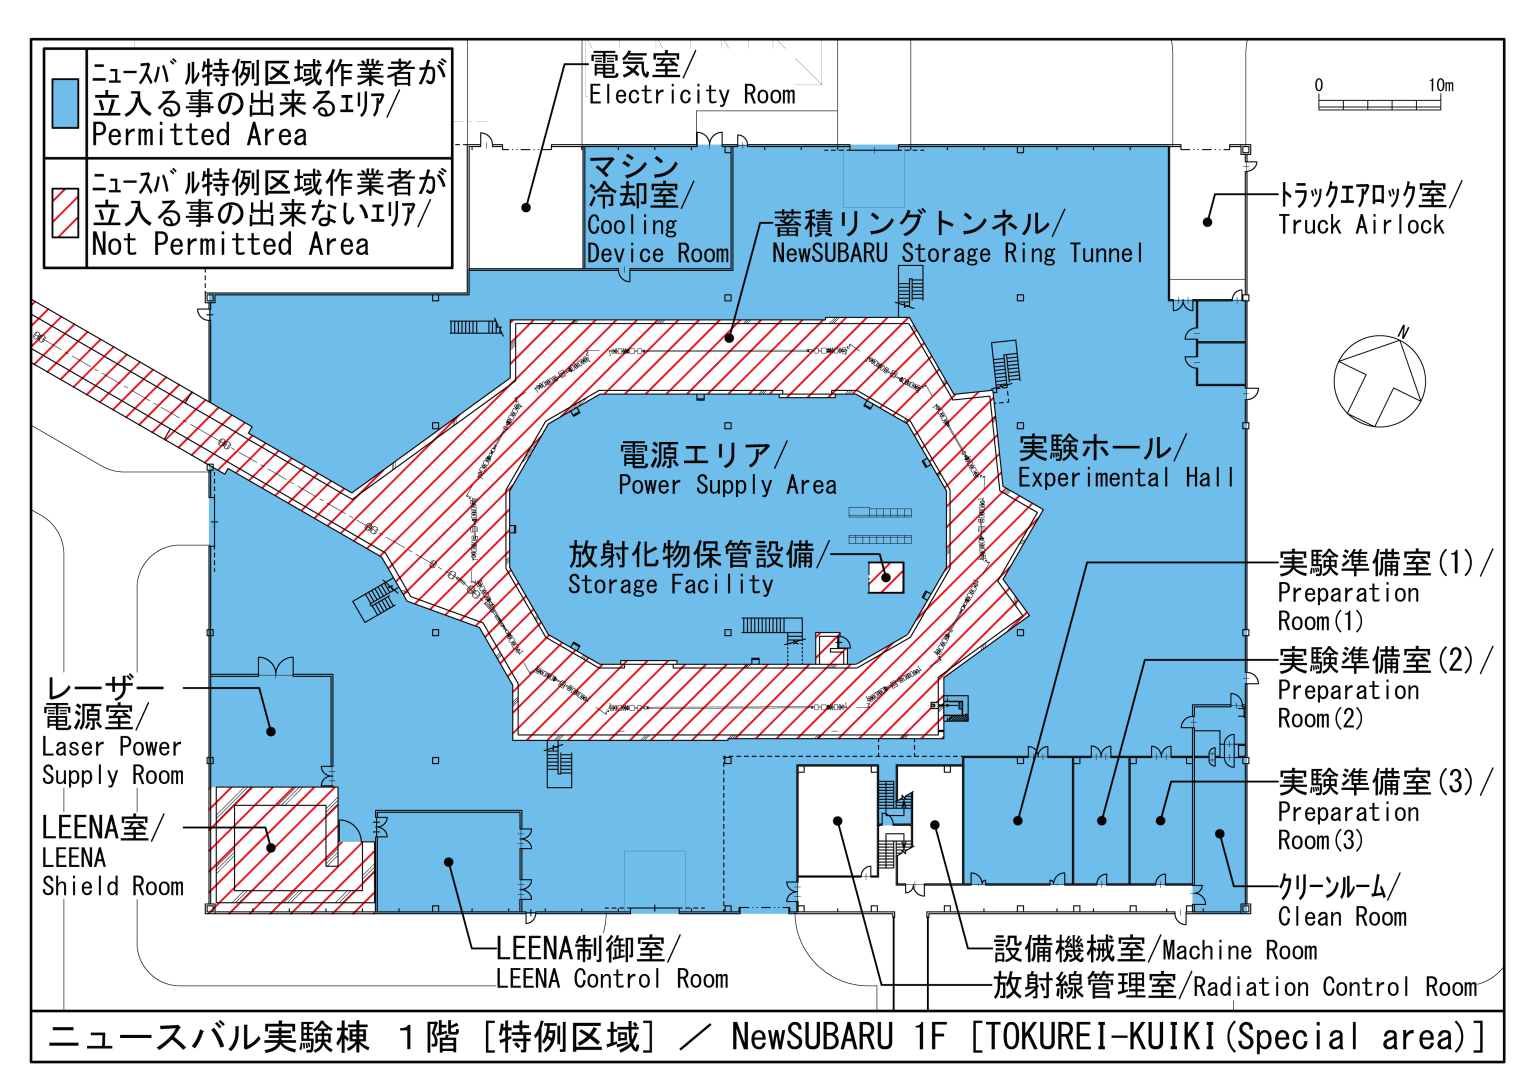 ニュースバル特例区域作業者が
立入る事の出来るエリア/
Permitted Area
ニュースバル特例区域作業者が
立入る事の出来ないエリア/
Not Permitted Area
電気室/
Electricity Room
マシン
冷却室/
Cooling
Device Room
蓄積リングトンネル/
NewSUBARU Storage Ring Tunnel
0 10m
トラックエアロック室/
Truck Airlock
N
電源エリア/
Power Supply Area
実験ホール/
Experimental Hall
放射化物保管設備/
Storage Facility
実験準備室(1)/
Preparation
Room(1)
実験準備室(2)/
Preparation
Room(2)
実験準備室(3)/
Preparation
Room(3)
クリーンルーム/
Clean Room
レーザー
電源室/
Laser Power
Supply Room
LEENA室/
LEENA
Shield Room
LEENA制御室/
LEENA Control Room
設備機械室/Machine Room
放射線管理室/Radiation Control Room
ニュースバル実験棟 1階 [特例区域] / NewSUBARU 1F [TOKUREI-KUIKI(Special area)]